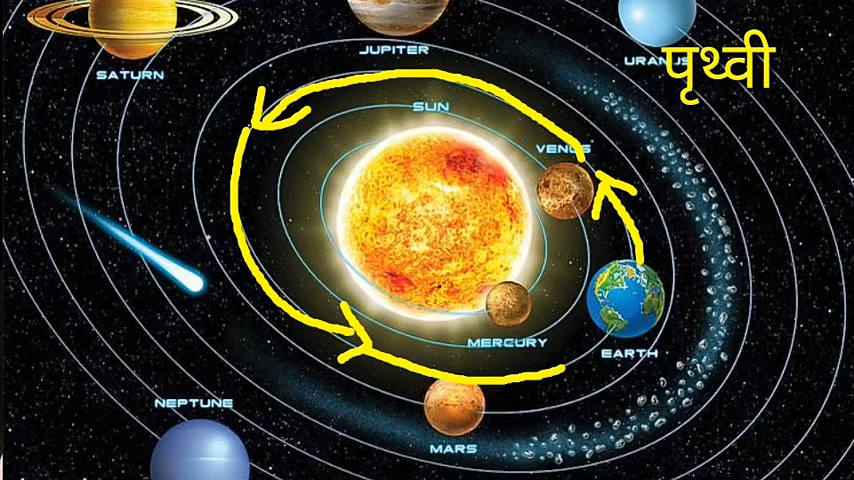 पृथ्वी
JUPITER
URANUS
SATURN
SUN
VENUS
MERCURY
EARTH
NEPTUNE
MARS